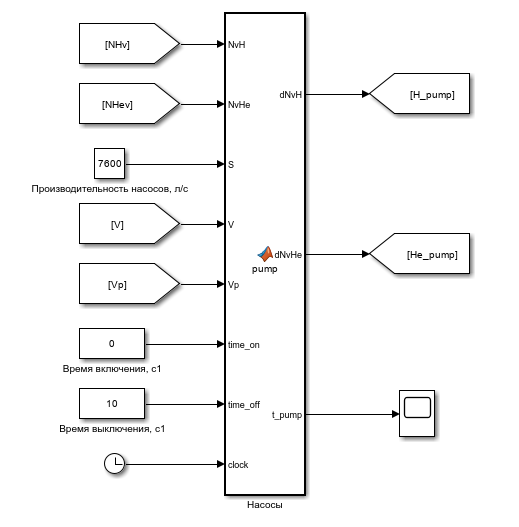 [NHv]
NvH
dNvH
[H_pump]
[NHev]
NvHe
7600
S
Производительность насосов, л/с
[V]
V
dNvHe
[He_pump]
pump
[Vp]
Vp
0
time_on
Время включения, с1
10
time_off
Время выключения, с1
t_pump
clock
Насосы